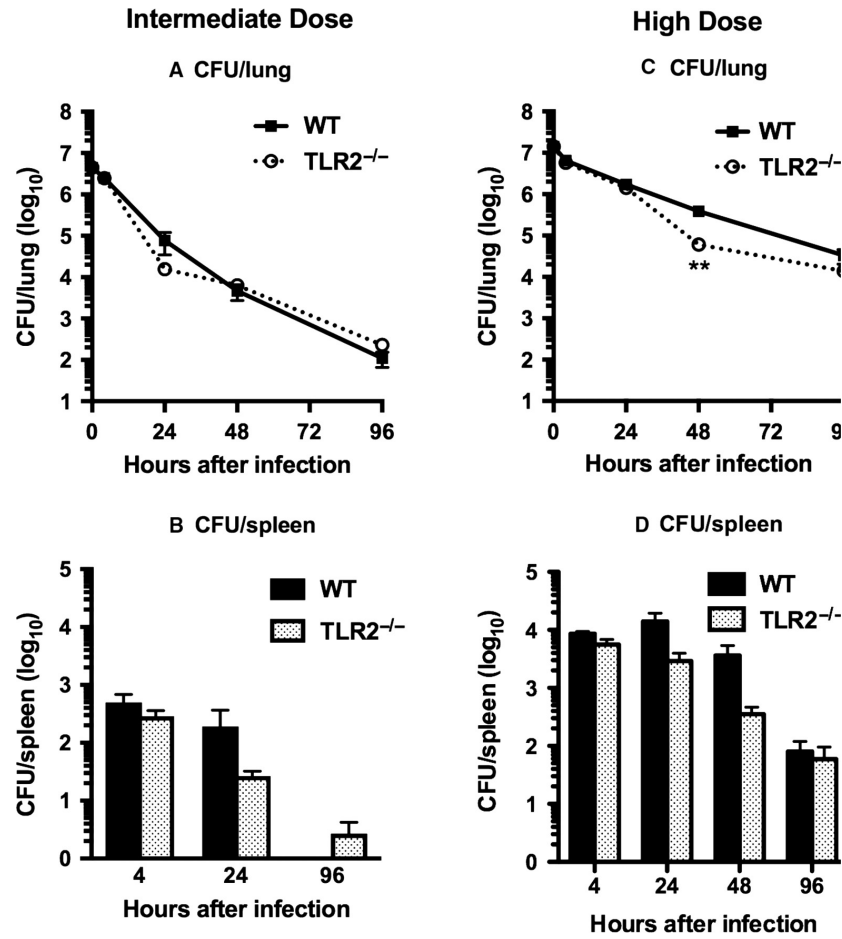 Intermediate Dose
A CFU/lung
8
7
6
5
4
3
2
1
CFU/lung (log10)
WT
TLR2−/−
0 24 48 72 96
Hours after infection
High Dose
C CFU/lung
8
7
6
5
4
3
2
1
CFU/lung (log10)
WT
TLR2−/−
**
0 24 48 72
Hours after infection
B CFU/spleen
5
4
3
2
1
0
CFU/spleen (log10)
WT
TLR2−/−
4 24 96
Hours after infection
D CFU/spleen
5
4
3
2
1
0
CFU/spleen (log10)
WT
TLR2−/−
4 24 48 96
Hours after infection